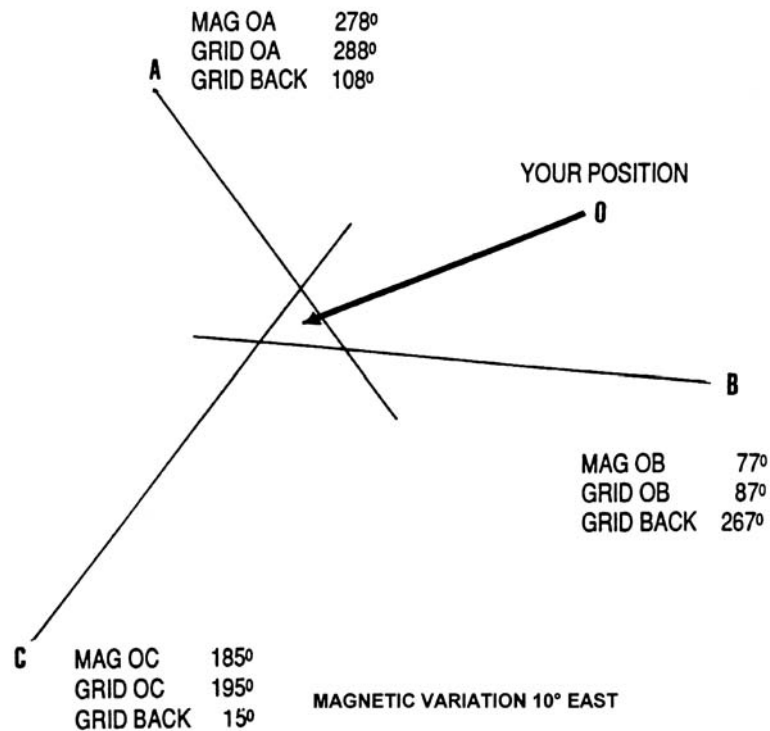 MAG OA 278º
GRID OA 288º
GRID BACK 108º
A
YOUR POSITION
O
B
MAG OB 77º
GRID OB 87º
GRID BACK 267º
C
MAG OC 185º
GRID OC 195º
GRID BACK 15º
MAGNETIC VARIATION 10° EAST